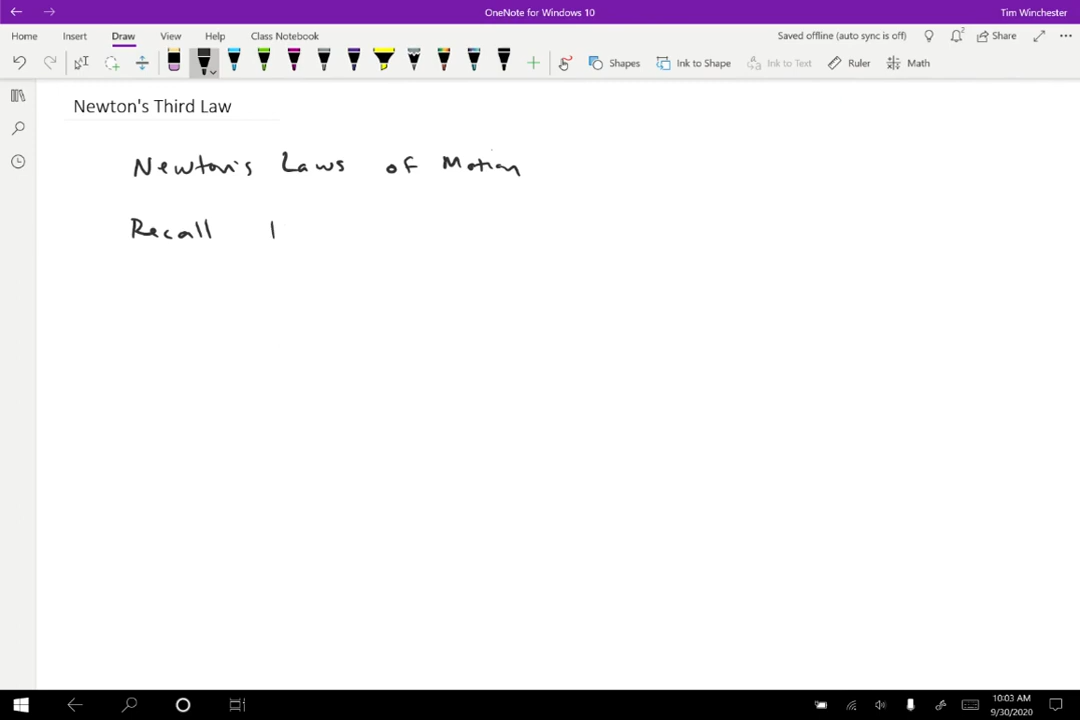 OneNote for Windows 10
Tim Winchester
Home Insert Draw View Help Class Notebook
Saved offline (auto sync is off) Share
Shapes Ink to Shape Ink to Text Ruler Math
Newton's Third Law
Newton's Laws of Motion
Recall 1
10:03 AM
9/30/2020